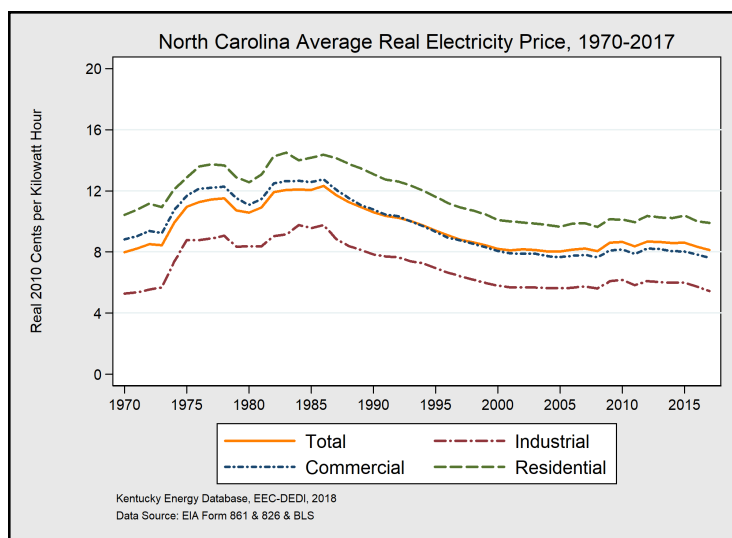 North Carolina Average Real Electricity Price, 1970-2017
Real 2010 Cents per Kilowatt Hour
20
16
12
8
4
0
1970 1975 1980 1985 1990 1995 2000 2005 2010 2015
Total Industrial
Commercial Residential
Kentucky Energy Database, EEC-DEDI, 2018
Data Source: EIA Form 861 & 826 & BLS